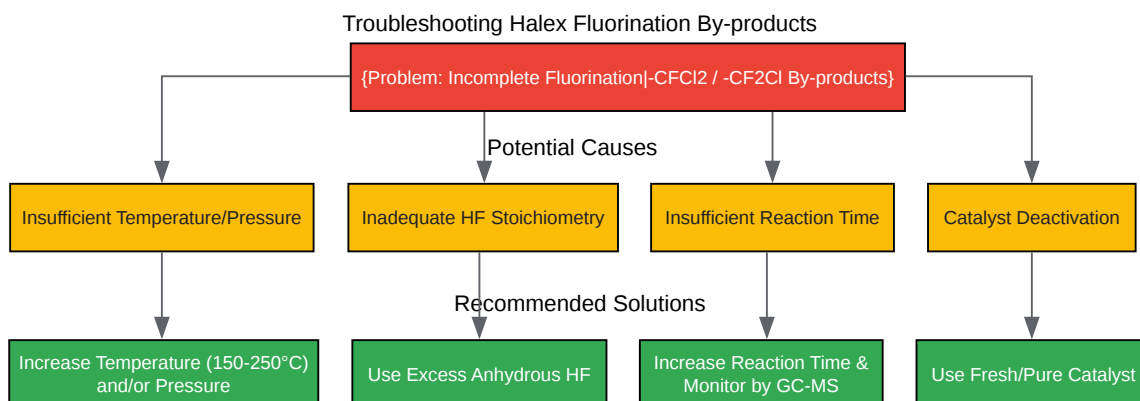 Troubleshooting Halex Fluorination By-products
{Problem: Incomplete Fluorination|-CFCl2 / -CF2Cl By-products}
Potential Causes
Insufficient Temperature/Pressure
Inadequate HF Stoichiometry
Insufficient Reaction Time
Catalyst Deactivation
Recommended Solutions
Increase Temperature (150-250°C)
and/or Pressure
Use Excess Anhydrous HF
Increase Reaction Time &
Monitor by GC-MS
Use Fresh/Pure Catalyst